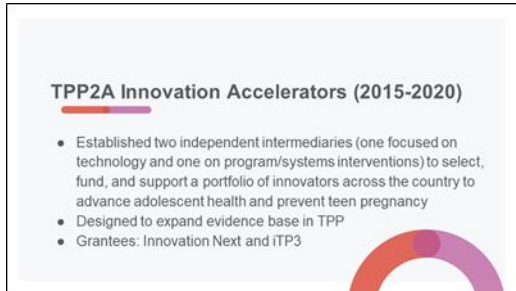 TPP2A Innovation Accelerators (2015-2020)
● Established two independent intermediaries (one focused on
technology and one on program/systems interventions) to select,
fund, and support a portfolio of innovators across the country to
advance adolescent health and prevent teen pregnancy
● Designed to expand evidence base in TPP
● Grantees: Innovation Next and iTP3